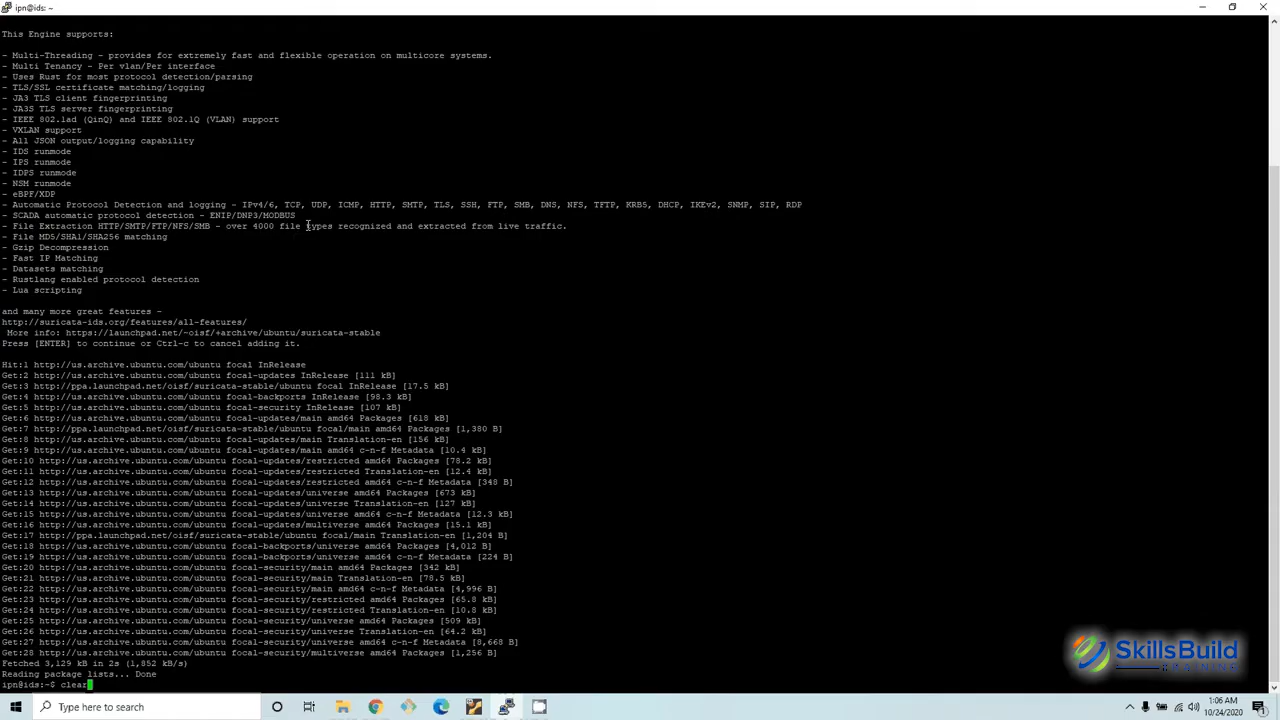 ipn@ids: ~
This Engine supports:
- Multi-Threading - provides for extremely fast and flexible operation on multicore systems.
- Multi Tenancy - Per vlan/Per interface
- Uses Rust for most protocol detection/parsing
- TLS/SSL certificate matching/logging
- JA3 TLS client fingerprinting
- JA3S TLS server fingerprinting
- IEEE 802.1ad (QinQ) and IEEE 802.1Q (VLAN) support
- VXLAN support
- All JSON output/logging capability
- IDS runmode
- IPS runmode
- IDPS runmode
- NSM runmode
- eBPF/XDP
- Automatic Protocol Detection and logging - IPv4/6, TCP, UDP, ICMP, HTTP, SMTP, TLS, SSH, FTP, SMB, DNS, NFS, TFTP, KRB5, DHCP, IKEv2, SNMP, SIP, RDP
- SCADA automatic protocol detection - ENIP/DNP3/MODBUS
- File Extraction HTTP/SMTP/FTP/NFS/SMB - over 4000 file types recognized and extracted from live traffic.
- File MD5/SHA1/SHA256 matching
- Gzip Decompression
- Fast IP Matching
- Datasets matching
- Rustlang enabled protocol detection
- Lua scripting
and many more great features -
http://suricata-ids.org/features/all-features/
More info: https://launchpad.net/~oisf/+archive/ubuntu/suricata-stable
Press [ENTER] to continue or Ctrl-c to cancel adding it.
Hit:1 http://us.archive.ubuntu.com/ubuntu focal InRelease
Get:2 http://us.archive.ubuntu.com/ubuntu focal-updates InRelease [111 kB]
Get:3 http://ppa.launchpad.net/oisf/suricata-stable/ubuntu focal InRelease [17.5 kB]
Get:4 http://us.archive.ubuntu.com/ubuntu focal-backports InRelease [98.3 kB]
Get:5 http://us.archive.ubuntu.com/ubuntu focal-security InRelease [107 kB]
Get:6 http://us.archive.ubuntu.com/ubuntu focal-updates/main amd64 Packages [618 kB]
Get:7 http://ppa.launchpad.net/oisf/suricata-stable/ubuntu focal/main amd64 Packages [1,380 B]
Get:8 http://us.archive.ubuntu.com/ubuntu focal-updates/main Translation-en [156 kB]
Get:9 http://us.archive.ubuntu.com/ubuntu focal-updates/main amd64 c-n-f Metadata [10.4 kB]
Get:10 http://us.archive.ubuntu.com/ubuntu focal-updates/restricted amd64 Packages [78.2 kB]
Get:11 http://us.archive.ubuntu.com/ubuntu focal-updates/restricted Translation-en [12.4 kB]
Get:12 http://us.archive.ubuntu.com/ubuntu focal-updates/restricted amd64 c-n-f Metadata [348 B]
Get:13 http://us.archive.ubuntu.com/ubuntu focal-updates/universe amd64 Packages [673 kB]
Get:14 http://us.archive.ubuntu.com/ubuntu focal-updates/universe Translation-en [127 kB]
Get:15 http://us.archive.ubuntu.com/ubuntu focal-updates/universe amd64 c-n-f Metadata [12.3 kB]
Get:16 http://us.archive.ubuntu.com/ubuntu focal-updates/multiverse amd64 Packages [15.1 kB]
Get:17 http://ppa.launchpad.net/oisf/suricata-stable/ubuntu focal/main Translation-en [1,204 B]
Get:18 http://us.archive.ubuntu.com/ubuntu focal-backports/universe amd64 Packages [4,012 B]
Get:19 http://us.archive.ubuntu.com/ubuntu focal-backports/universe amd64 c-n-f Metadata [224 B]
Get:20 http://us.archive.ubuntu.com/ubuntu focal-security/main amd64 Packages [342 kB]
Get:21 http://us.archive.ubuntu.com/ubuntu focal-security/main Translation-en [78.5 kB]
Get:22 http://us.archive.ubuntu.com/ubuntu focal-security/main amd64 c-n-f Metadata [4,996 B]
Get:23 http://us.archive.ubuntu.com/ubuntu focal-security/restricted amd64 Packages [65.8 kB]
Get:24 http://us.archive.ubuntu.com/ubuntu focal-security/restricted Translation-en [10.8 kB]
Get:25 http://us.archive.ubuntu.com/ubuntu focal-security/universe amd64 Packages [509 kB]
Get:26 http://us.archive.ubuntu.com/ubuntu focal-security/universe Translation-en [64.2 kB]
Get:27 http://us.archive.ubuntu.com/ubuntu focal-security/universe amd64 c-n-f Metadata [8,668 B]
Get:28 http://us.archive.ubuntu.com/ubuntu focal-security/multiverse amd64 Packages [1,256 B]
Fetched 3,129 kB in 2s (1,852 kB/s)
Reading package lists... Done
ipn@ids:~$ clear
SkillsBuild
TRAINING
Type here to search
1:06 AM
10/24/2020